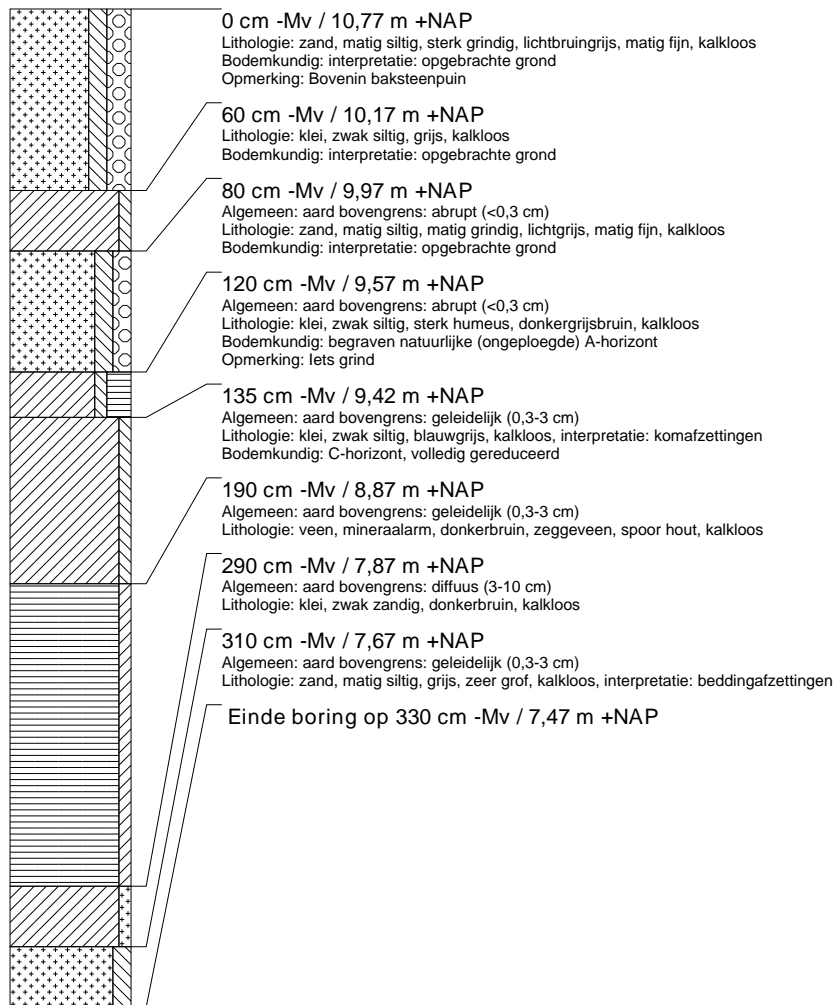 0 cm -Mv / 10,77 m +NAP
Lithologie: zand, matig siltig, sterk grindig, lichtbruingrijs, matig fijn, kalkloos
Bodemkundig: interpretatie: opgebrachte grond
Opmerking: Bovenin baksteenpuin
60 cm -Mv / 10,17 m +NAP
Lithologie: klei, zwak siltig, grijs, kalkloos
Bodemkundig: interpretatie: opgebrachte grond
80 cm -Mv / 9,97 m +NAP
Algemeen: aard bovengrens: abrupt (<0,3 cm)
Lithologie: zand, matig siltig, matig grindig, lichtgrijs, matig fijn, kalkloos
Bodemkundig: interpretatie: opgebrachte grond
120 cm -Mv / 9,57 m +NAP
Algemeen: aard bovengrens: abrupt (<0,3 cm)
Lithologie: klei, zwak siltig, sterk humeus, donkergrijsbruin, kalkloos
Bodemkundig: begraven natuurlijke (ongeploegde) A-horizont
Opmerking: Iets grind
135 cm -Mv / 9,42 m +NAP
Algemeen: aard bovengrens: geleidelijk (0,3-3 cm)
Lithologie: klei, zwak siltig, blauwgrijs, kalkloos, interpretatie: komafzettingen
Bodemkundig: C-horizont, volledig gereduceerd
190 cm -Mv / 8,87 m +NAP
Algemeen: aard bovengrens: geleidelijk (0,3-3 cm)
Lithologie: veen, mineraalarm, donkerbruin, zeggeveen, spoor hout, kalkloos
290 cm -Mv / 7,87 m +NAP
Algemeen: aard bovengrens: diffuus (3-10 cm)
Lithologie: klei, zwak zandig, donkerbruin, kalkloos
310 cm -Mv / 7,67 m +NAP
Algemeen: aard bovengrens: geleidelijk (0,3-3 cm)
Lithologie: zand, matig siltig, grijs, zeer grof, kalkloos, interpretatie: beddingafzettingen
Einde boring op 330 cm -Mv / 7,47 m +NAP